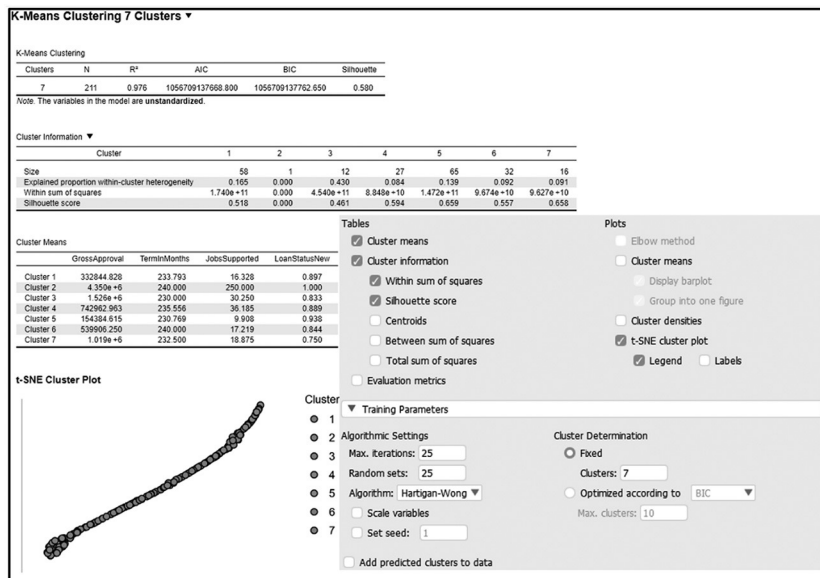 K-Means Clustering 7 Clusters ▼
K-Means Clustering
Clusters N R² AIC BIC Silhouette
7 211 0.976 1056709137668.800 1056709137762.650 0.580
Note. The variables in the model are unstandardized.
Cluster Information ▼
Cluster 1 2 3 4 5 6 7
Size 58 1 12 27 65 32 16
Explained proportion within-cluster heterogeneity 0.165 0.000 0.430 0.084 0.139 0.092 0.091
Within sum of squares 1.740e +11 0.000 4.540e +11 8.848e +10 1.472e +11 9.674e +10 9.627e +10
Silhouette score 0.518 0.000 0.461 0.594 0.659 0.557 0.658
Cluster Means
GrossApproval TermInMonths JobsSupported LoanStatusNew
Cluster 1 332844.828 233.793 16.328 0.897
Cluster 2 4.350e +6 240.000 250.000 1.000
Cluster 3 1.526e +6 230.000 30.250 0.833
Cluster 4 742962.963 235.556 36.185 0.889
Cluster 5 154384.615 230.769 9.908 0.938
Cluster 6 539906.250 240.000 17.219 0.844
Cluster 7 1.019e +6 232.500 18.875 0.750
t-SNE Cluster Plot
Cluster
1
2
3
4
5
6
7
Tables
Cluster means
Cluster information
Within sum of squares
Silhouette score
Centroids
Between sum of squares
Total sum of squares
Evaluation metrics
Plots
Elbow method
Cluster means
Display barplot
Group into one figure
Cluster densities
t-SNE cluster plot
Legend Labels
▼ Training Parameters
Algorithmic Settings
Max. iterations: 25
Random sets: 25
Algorithm: Hartigan-Wong ▼
Scale variables
Set seed: 1
Add predicted clusters to data
Cluster Determination
Fixed
Clusters: 7
Optimized according to BIC ▼
Max. clusters: 10